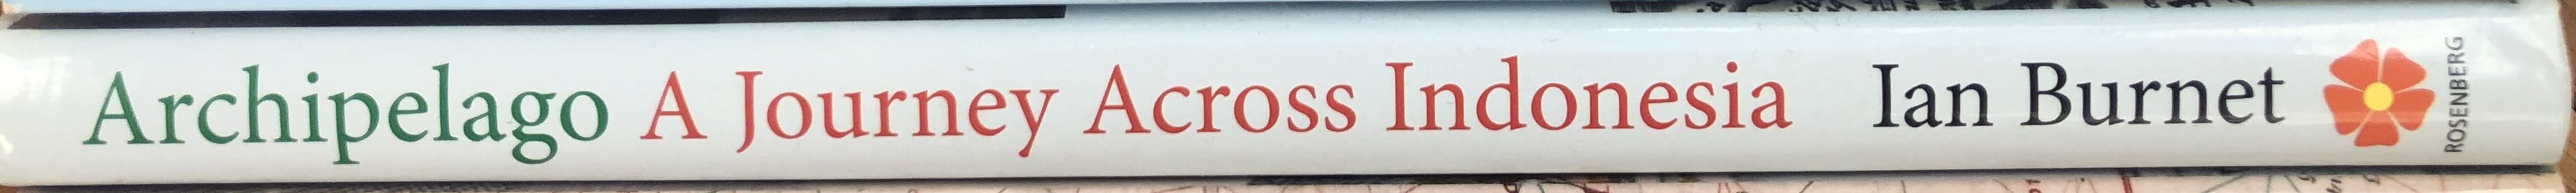 Archipelago A Journey Across Indonesia Ian Burnet
ROSENBERG